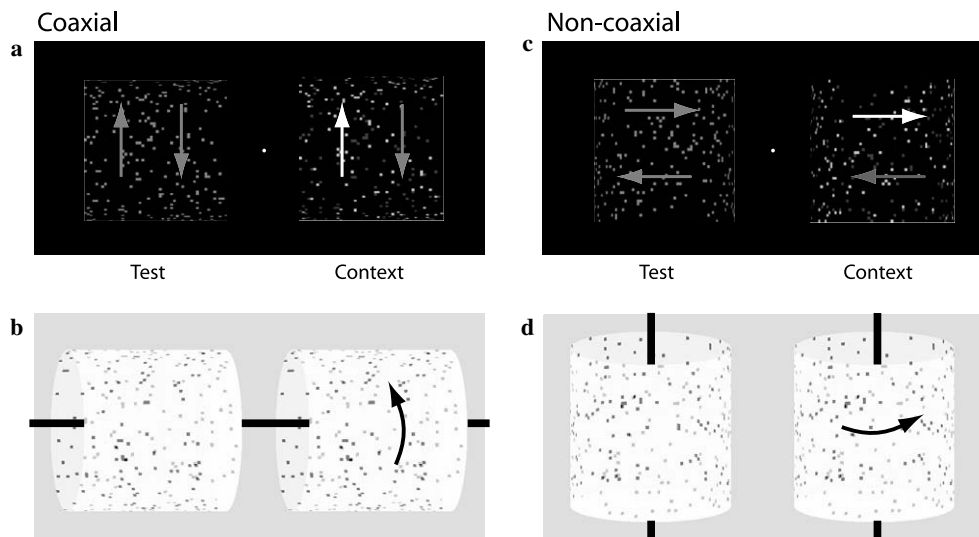 Coaxial
a
Test Context
b
Non-coaxial
c
Test Context
d